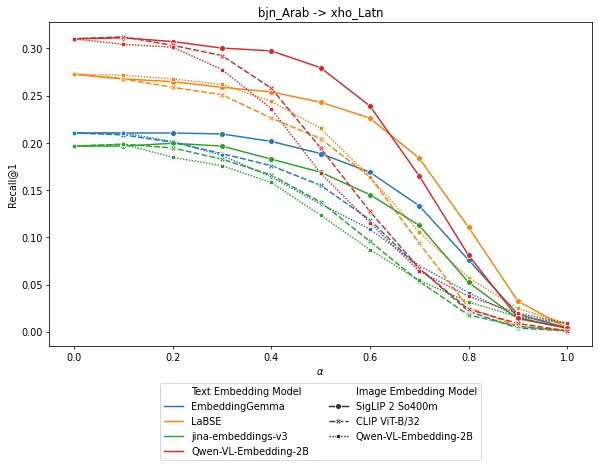 bjn_Arab -> xho_Latn
Recall@1
0.30
0.25
0.20
0.15
0.10
0.05
0.00
0.0 0.2 0.4 0.6 0.8 1.0
α
Text Embedding Model
EmbeddingGemma
LaBSE
jina-embeddings-v3
Qwen-VL-Embedding-2B
Image Embedding Model
SigLIP 2 So400m
CLIP ViT-B/32
Qwen-VL-Embedding-2B